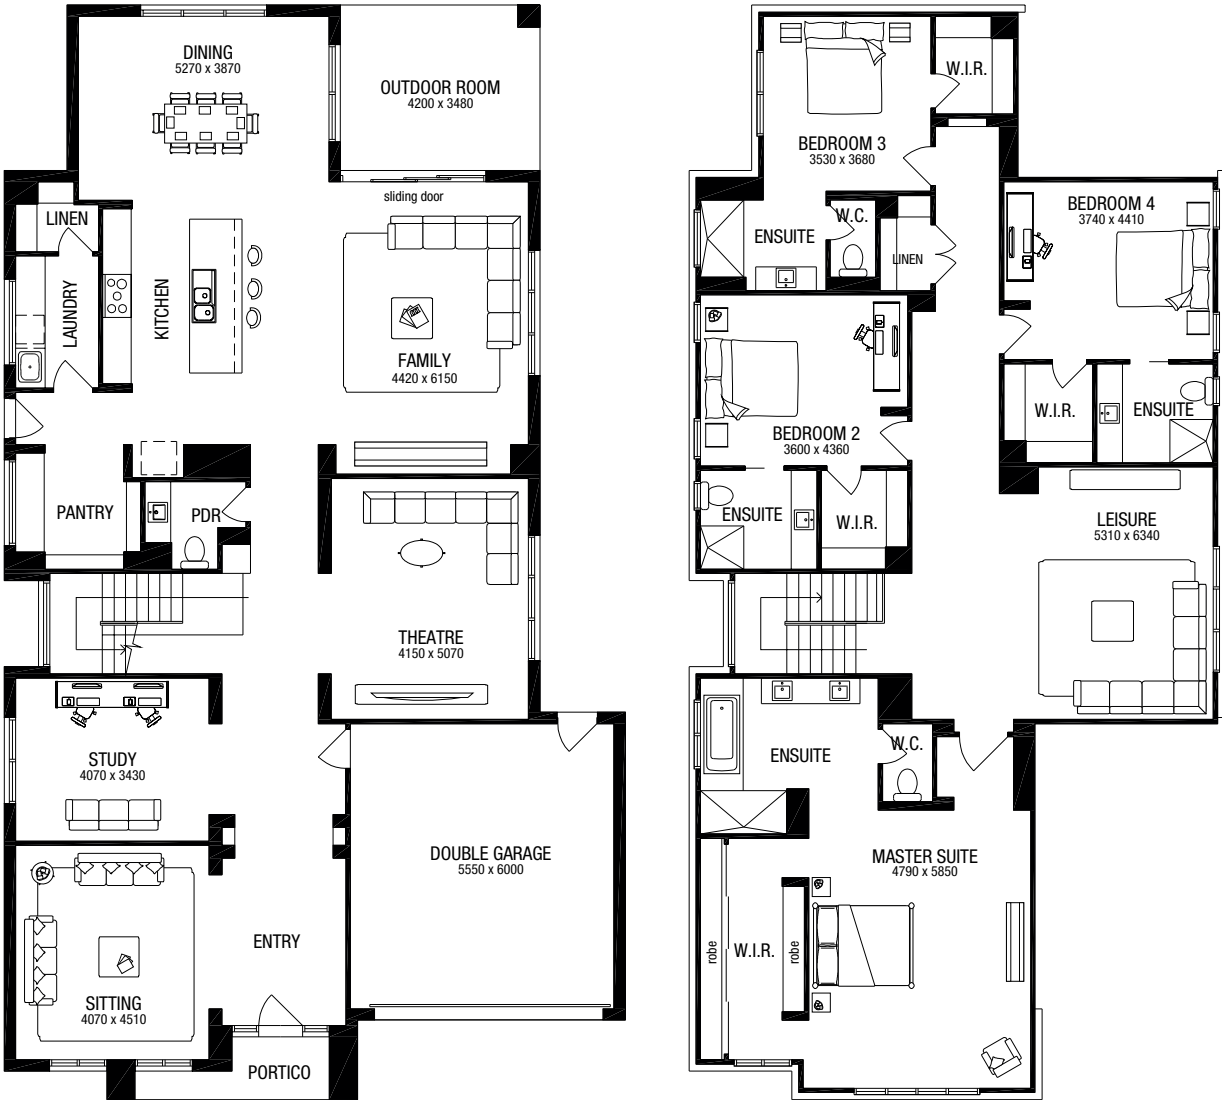 DINING
5270 x 3870
OUTDOOR ROOM
4200 x 3480
sliding door
LINEN
LAUNDRY
KITCHEN
FAMILY
4420 x 6150
PANTRY
PDR
THEATRE
4150 x 5070
STUDY
4070 x 3430
DOUBLE GARAGE
5550 x 6000
ENTRY
SITTING
4070 x 4510
PORTICO
W.I.R.
BEDROOM 3
3530 x 3680
BEDROOM 4
3740 x 4410
W.C.
ENSUITE
LINEN
W.I.R.
ENSUITE
BEDROOM 2
3600 x 4360
ENSUITE
W.I.R.
LEISURE
5310 x 6340
ENSUITE
W.C.
MASTER SUITE
4790 x 5850
robe
W.I.R.
robe